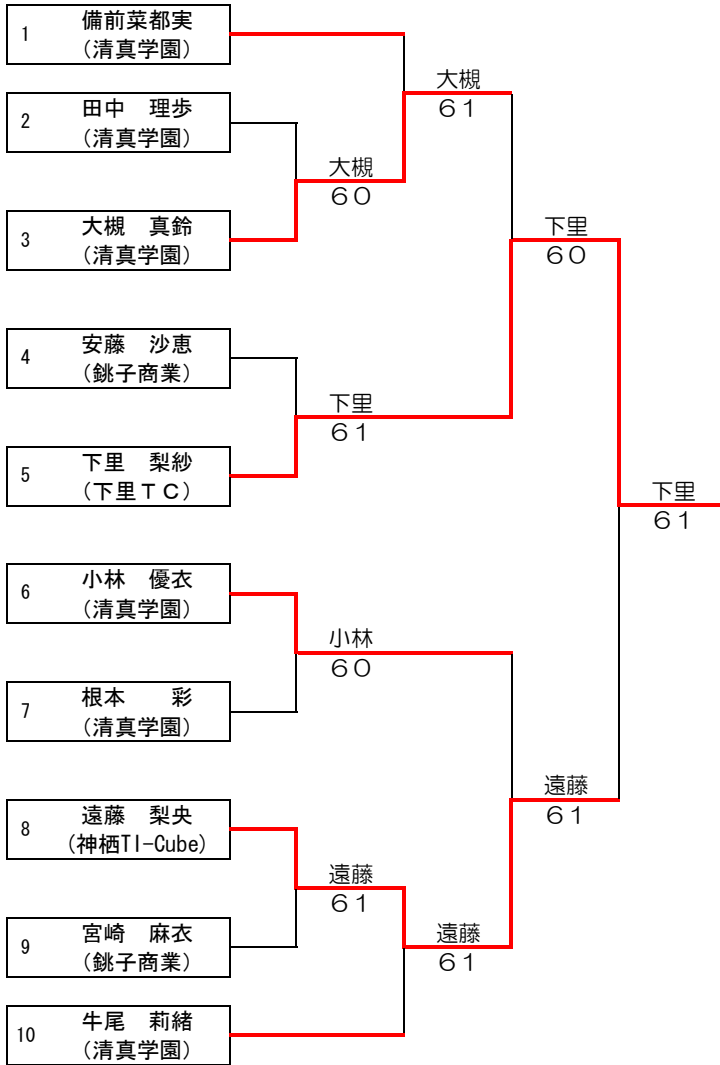 1
備前菜都実
(清真学園)
大槻
６１
2
田中　理歩
(清真学園)
大槻
６０
3
大槻　真鈴
(清真学園)
下里
６０
4
安藤　沙恵
(銚子商業)
下里
６１
5
下里　梨紗
(下里ＴＣ)
下里
６１
6
小林　優衣
(清真学園)
小林
６０
7
根本　　彩
(清真学園)
8
遠藤　梨央
(神栖TI-Cube)
遠藤
６１
遠藤
６１
9
宮崎　麻衣
(銚子商業)
遠藤
６１
10
牛尾　莉緒
(清真学園)